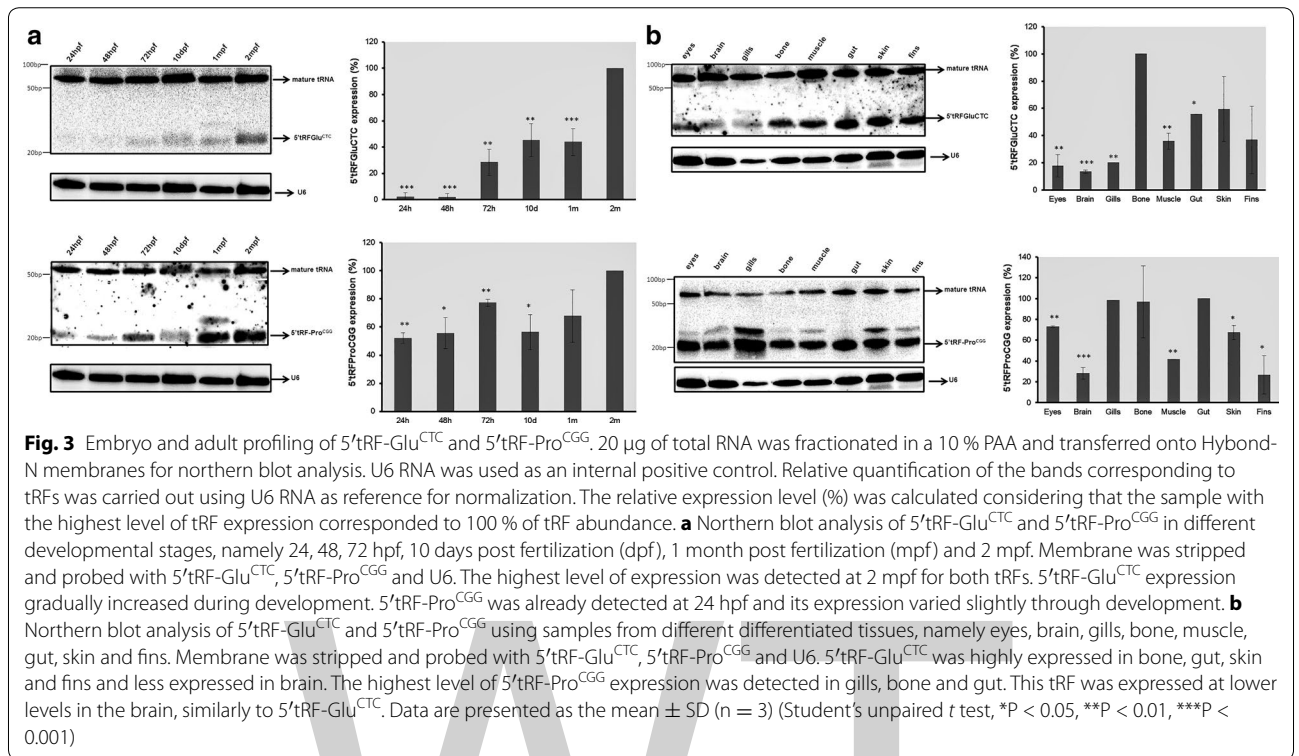 a
24hpf 48hpf 72hpf 10dpf 1mpf 2mpf
100bp
50bp
20bp
mature tRNA
5'tRFGlu^CTC
U6
5'tRFGluCTC expression (%)
120
100
80
60
40
20
0
*** *** ** ** ***
24h 48h 72h 10d 1m 2m
24hpf 48hpf 72hpf 10dpf 1mpf 2mpf
50bp
20bp
mature tRNA
5'tRF-Pro^CGG
U6
5'tRFProCGG expression (%)
120
100
80
60
40
20
0
** * ** *
24h 48h 72h 10d 1m 2m
b
eyes brain gills bone muscle gut skin fins
100bp
50bp
20bp
mature tRNA
5'tRFGluCTC
U6
5'tRFGluCTC expression (%)
120
100
80
60
40
20
0
** *** ** ** *
Eyes Brain Gills Bone Muscle Gut Skin Fins
eyes brain gills bone muscle gut skin fins
100bp
50bp
20bp
mature tRNA
5'tRF-Pro^CGG
U6
5'tRFProCGG expression (%)
140
120
100
80
60
40
20
0
** *** ** * *
Eyes Brain Gills Bone Muscle Gut Skin Fins
Fig. 3 Embryo and adult profiling of 5′tRF-Glu^CTC and 5′tRF-Pro^CGG. 20 µg of total RNA was fractionated in a 10 % PAA and transferred onto Hybond-
N membranes for northern blot analysis. U6 RNA was used as an internal positive control. Relative quantification of the bands corresponding to
tRFs was carried out using U6 RNA as reference for normalization. The relative expression level (%) was calculated considering that the sample with
the highest level of tRF expression corresponded to 100 % of tRF abundance. a Northern blot analysis of 5′tRF-Glu^CTC and 5′tRF-Pro^CGG in different
developmental stages, namely 24, 48, 72 hpf, 10 days post fertilization (dpf), 1 month post fertilization (mpf) and 2 mpf. Membrane was stripped
and probed with 5′tRF-Glu^CTC, 5′tRF-Pro^CGG and U6. The highest level of expression was detected at 2 mpf for both tRFs. 5′tRF-Glu^CTC expression
gradually increased during development. 5′tRF-Pro^CGG was already detected at 24 hpf and its expression varied slightly through development. b
Northern blot analysis of 5′tRF-Glu^CTC and 5′tRF-Pro^CGG using samples from different differentiated tissues, namely eyes, brain, gills, bone, muscle,
gut, skin and fins. Membrane was stripped and probed with 5′tRF-Glu^CTC, 5′tRF-Pro^CGG and U6. 5′tRF-Glu^CTC was highly expressed in bone, gut, skin
and fins and less expressed in brain. The highest level of 5′tRF-Pro^CGG expression was detected in gills, bone and gut. This tRF was expressed at lower
levels in the brain, similarly to 5′tRF-Glu^CTC. Data are presented as the mean ± SD (n = 3) (Student's unpaired t test, *P < 0.05, **P < 0.01, ***P <
0.001)